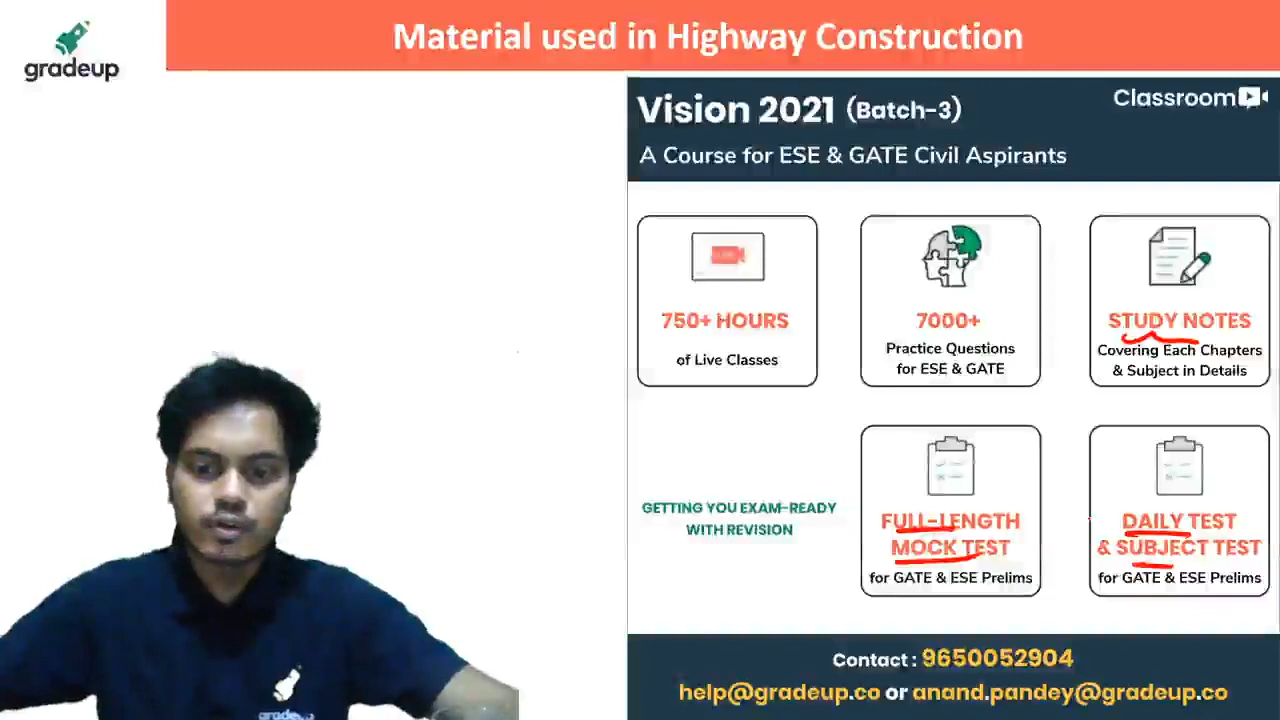 gradeup
Material used in Highway Construction
Vision 2021 (Batch-3)
Classroom
A Course for ESE & GATE Civil Aspirants
750+ HOURS
of Live Classes
7000+
Practice Questions
for ESE & GATE
STUDY NOTES
Covering Each Chapters
& Subject in Details
GETTING YOU EXAM-READY
WITH REVISION
FULL-LENGTH
MOCK TEST
for GATE & ESE Prelims
DAILY TEST
& SUBJECT TEST
for GATE & ESE Prelims
Contact : 9650052904
help@gradeup.co or anand.pandey@gradeup.co
gradeup